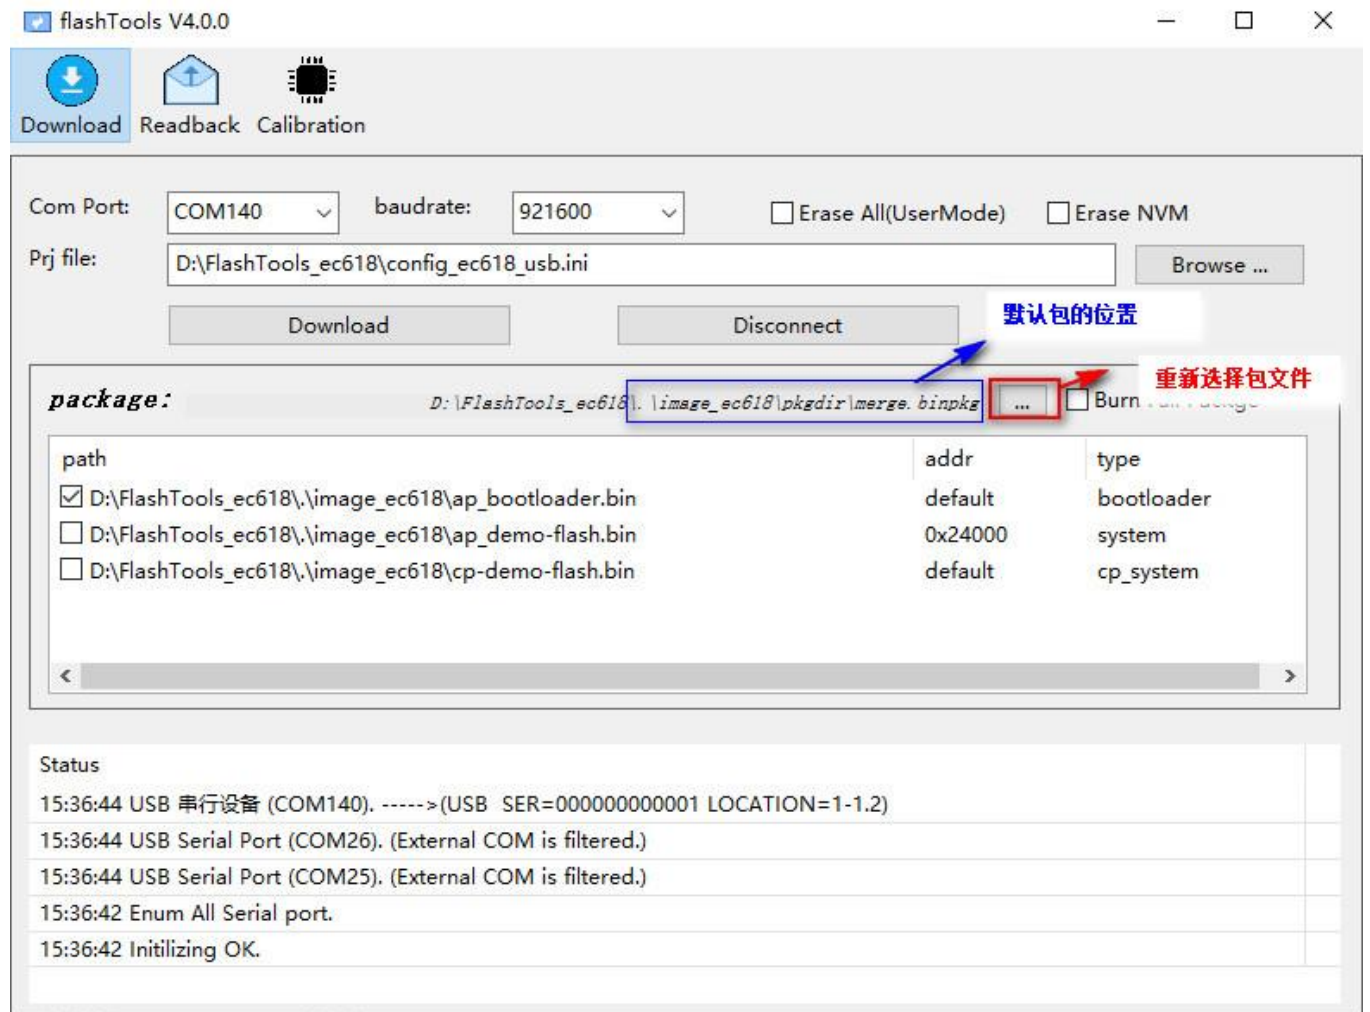 flashTools V4.0.0
Download Readback Calibration
Com Port: COM140 baudrate: 921600 Erase All(UserMode) Erase NVM
Prj file: D:\FlashTools_ec618\config_ec618_usb.ini Browse ...
Download Disconnect 默认包的位置
重新选择包文件
package: D:\FlashTools_ec618\.\image_ec618\pkgdir\merge.binpkg ... Burn
path addr type
D:\FlashTools_ec618\.\image_ec618\ap_bootloader.bin default bootloader
D:\FlashTools_ec618\.\image_ec618\ap_demo-flash.bin 0x24000 system
D:\FlashTools_ec618\.\image_ec618\cp-demo-flash.bin default cp_system
Status
15:36:44 USB 串行设备 (COM140). ----->(USB SER=000000000001 LOCATION=1-1.2)
15:36:44 USB Serial Port (COM26). (External COM is filtered.)
15:36:44 USB Serial Port (COM25). (External COM is filtered.)
15:36:42 Enum All Serial port.
15:36:42 Initilizing OK.